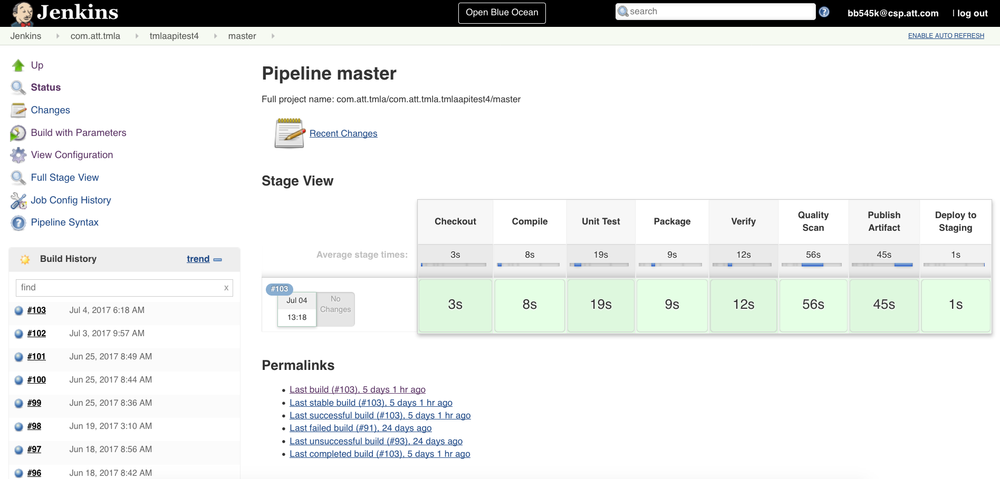 Jenkins
Open Blue Ocean
search
bb545k@csp.att.com
| log out
Jenkins
com.att.tmla
tmlaapitest4
master
ENABLE AUTO REFRESH
Up
Status
Changes
Build with Parameters
View Configuration
Full Stage View
Job Config History
Pipeline Syntax
Build History
trend
find
x
#103 Jul 4, 2017 6:18 AM
#102 Jul 3, 2017 9:57 AM
#101 Jun 25, 2017 8:49 AM
#100 Jun 25, 2017 8:44 AM
#99 Jun 25, 2017 8:36 AM
#98 Jun 19, 2017 3:10 AM
#97 Jun 18, 2017 8:56 AM
#96 Jun 18, 2017 8:42 AM
Pipeline master
Full project name: com.att.tmla/com.att.tmla.tmlaapitest4/master
Recent Changes
Stage View
Checkout
Compile
Unit Test
Package
Verify
Quality
Scan
Publish
Artifact
Deploy to
Staging
Average stage times:
3s
8s
19s
9s
12s
56s
45s
1s
#103
Jul 04
13:18
No
Changes
3s
8s
19s
9s
12s
56s
45s
1s
Permalinks
Last build (#103), 5 days 1 hr ago
Last stable build (#103), 5 days 1 hr ago
Last successful build (#103), 5 days 1 hr ago
Last failed build (#91), 24 days ago
Last unsuccessful build (#93), 24 days ago
Last completed build (#103), 5 days 1 hr ago